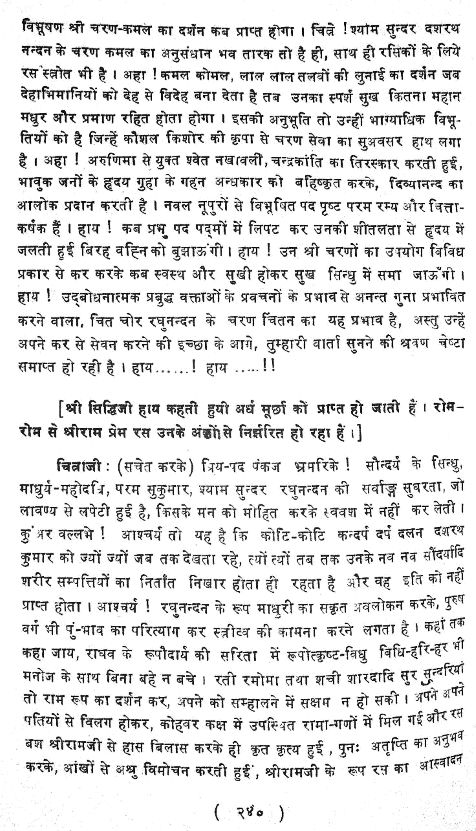 विभूषण श्री चरण-कमल का दर्शन कब प्राप्त होगा। चित्रे ! श्याम सुन्दर दशरथ
नन्दन के चरण कमल का अनुसंधान भव तारक तो है ही, साथ ही रसिकों के लिये
रस स्त्रोत भी है। अहा ! कमल कोमल, लाल लाल तलवों की लुनाई का दर्शन जब
देहाभिमानियों को देह से विदेह बना देता है तब उनका स्पर्श सुख कितना महान
मधुर और प्रमाण रहित होता होगा। इसकी अनुभूति तो उन्हीं भाग्याधिक विभू-
तियों को है जिन्हें कौशल किशोर की कृपा से चरण सेवा का सुअवसर हाथ लगा
है। अहा! अरुणिमा से युक्त श्वेत नखावली, चन्द्रकांति का तिरस्कार करती हुई,
भावुक जनों के हृदय गुहा के गहन अन्धकार को बहिष्कृत करके, दिव्यानन्द का
आलोक प्रदान करती है। नवल नूपुरों से विभूषित पद पृष्ट परम रम्य और चित्ता-
कर्षक हैं। हाय! कब प्रभु पद पद्मों में लिपट कर उनकी शीतलता से हृदय में
जलती हुई बिरह वह्नि को बुझाऊंगी। हाय! उन श्री चरणों का उपयोग विविध
प्रकार से कर करके कब स्वस्थ और सुखी होकर सुख सिन्धु में समा जाऊँगी।
हाय! उद्बोधनात्मक प्रबुद्ध वक्ताओं के प्रवचनों के प्रभाव से अनन्त गुना प्रभावित
करने वाला, चित चोर रघुनन्दन के चरण चिंतन का यह प्रभाव है, अस्तु उन्हें
अपने कर से सेवन करने की इच्छा के आगे, तुम्हारी वार्ता सुनने की श्रवण चेष्टा
समाप्त हो रही है। हाय......! हाय .....!!
[श्री सिद्धिजी हाय कहती हुयी अर्ध मूर्छा को प्राप्त हो जाती हैं। रोम-
रोम से श्रीराम प्रेम रस उनके अङ्गों से निर्झरित हो रहा हैं।]
चित्राजी: (सचेत करके) प्रिय-पद पंकज भ्रमरिके! सौन्दर्य के सिन्धु,
माधुर्य-महोदधि, परम सुकुमार, श्याम सुन्दर रघुनन्दन की सर्वाङ्ग सुघरता, जो
लावण्य से लपेटी हुई है, किसके मन को मोहित करके स्ववश में नहीं कर लेती।
कुंअर वल्लभे! आश्चर्य तो यह है कि कोटि-कोटि कन्दर्प दर्प दलन दशरथ
कुमार को ज्यों ज्यों जब तक देखता रहे, त्यों त्यों तब तक उनके नव नव सौंदर्यादि
शरीर सम्पत्तियों का नितांत निखार होता ही रहता है और वह इति को नहीं
प्राप्त होता। आश्चर्य! रघुनन्दन के रूप माधुरी का सकृत अवलोकन करके, पुरुष
वर्ग भी पुं-भाव का परित्याग कर स्त्रीत्व की कामना करने लगता है। कहां तक
कहा जाय, राघव के रूपौदार्य की सरिता में रूपोत्कृष्ट-विधु विधि-हरि-हर भी
मनोज के साथ बिना बहे न बचे। रती रमोमा तथा शची शारदादि सुर सुन्दरियां
तो राम रूप का दर्शन कर, अपने को सम्हालने में सक्षम न हो सकी। अपने अपने
पतियों से विलग होकर, कोहवर कक्ष में उपस्थित रामा-गणों में मिल गई और रस
बश श्रीरामजी से हास बिलास करके ही कृत कृत्य हुई, पुनः अतृप्ति का अनुभव
करके, आंखों से अश्रु विमोचन करती हुई, श्रीरामजी के रूप रस का आस्वादन
( २४० )